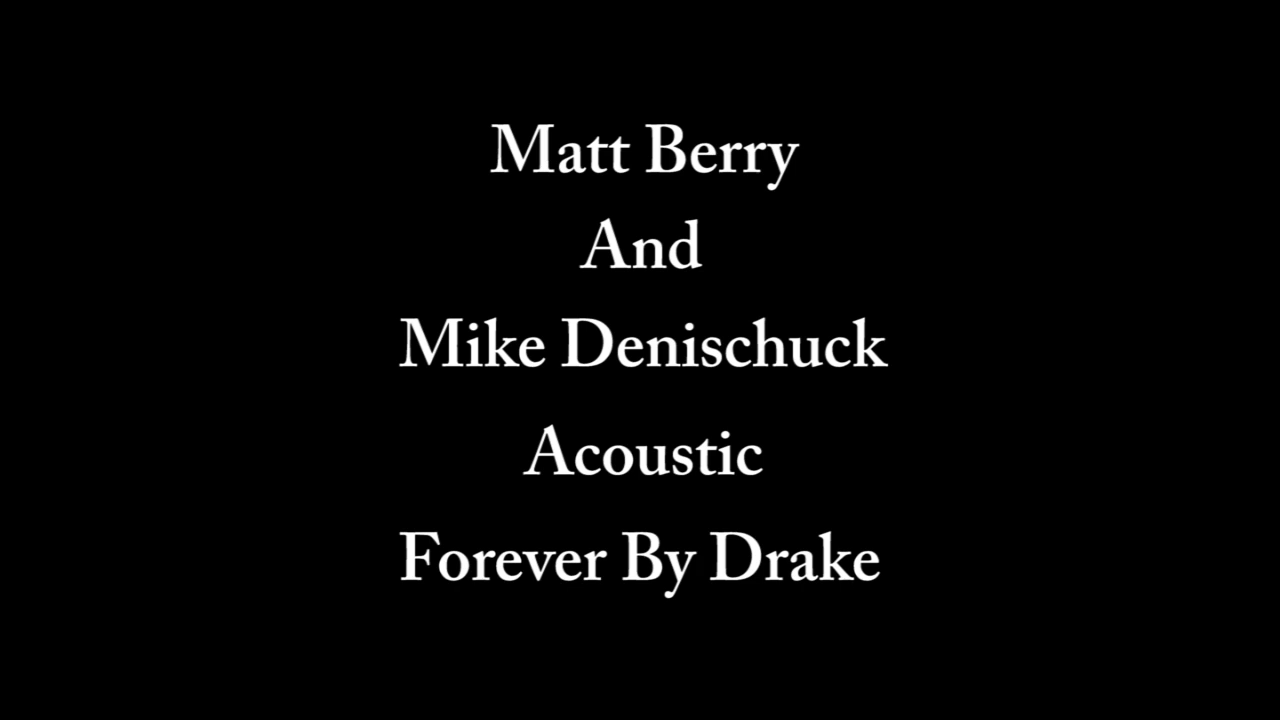 Matt Berry
And
Mike Denischuck
Acoustic
Forever By Drake